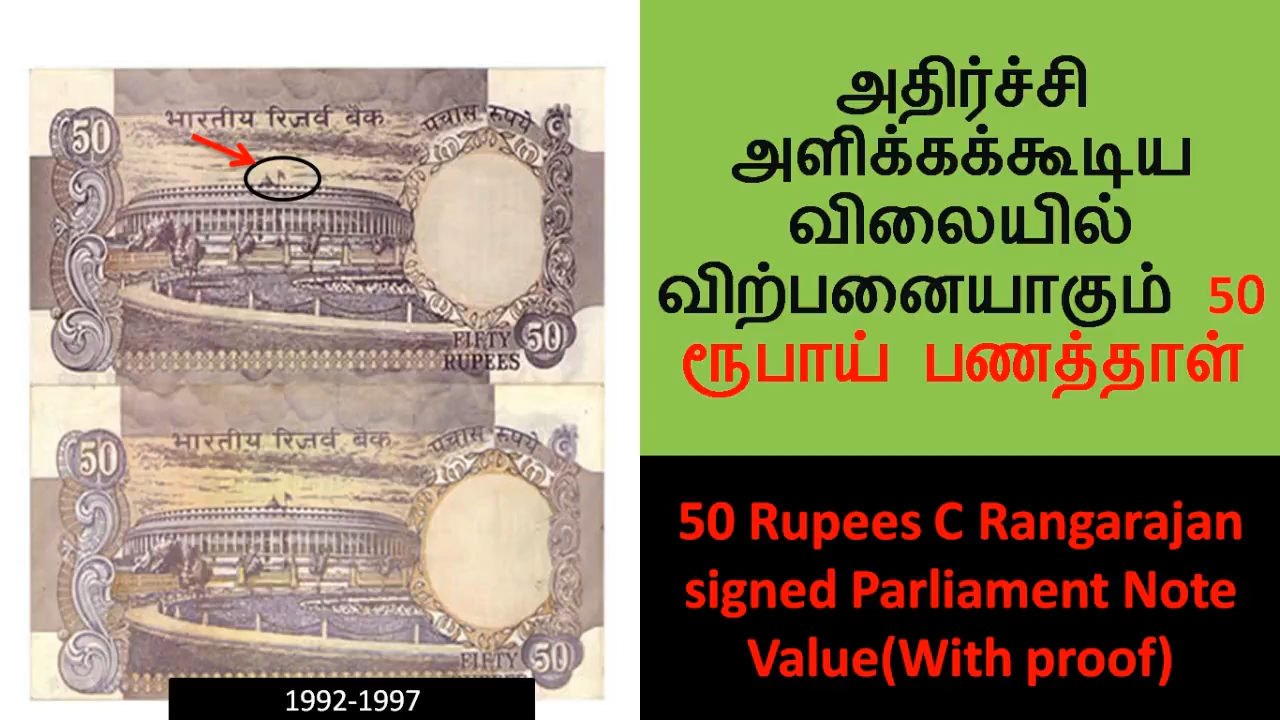 50
भारतीय रिज़र्व बैंक
पचास रुपये
FIFTY
RUPEES
50
50
भारतीय रिज़र्व बैंक
पचास रुपये
FIFTY
50
1992-1997
அதிர்ச்சி
அளிக்கக்கூடிய
விலையில்
விற்பனையாகும் 50
ரூபாய் பணத்தாள்
50 Rupees C Rangarajan
signed Parliament Note
Value(With proof)